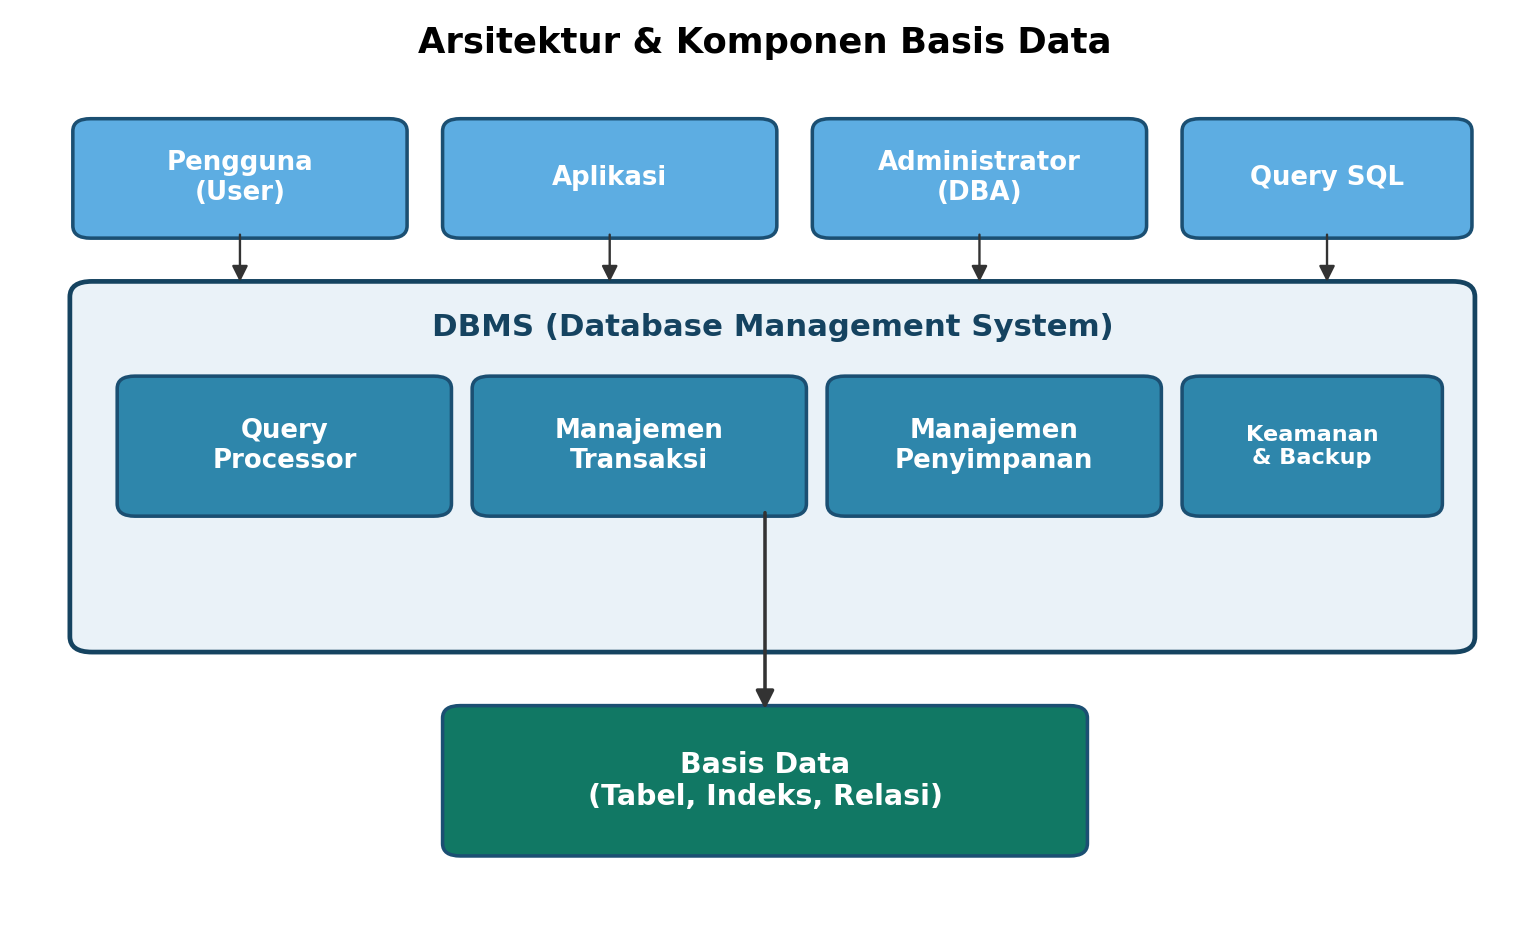 Arsitektur & Komponen Basis Data
Pengguna
(User)
Aplikasi
Administrator
(DBA)
Query SQL
DBMS (Database Management System)
Query
Processor
Manajemen
Transaksi
Manajemen
Penyimpanan
Keamanan
& Backup
Basis Data
(Tabel, Indeks, Relasi)